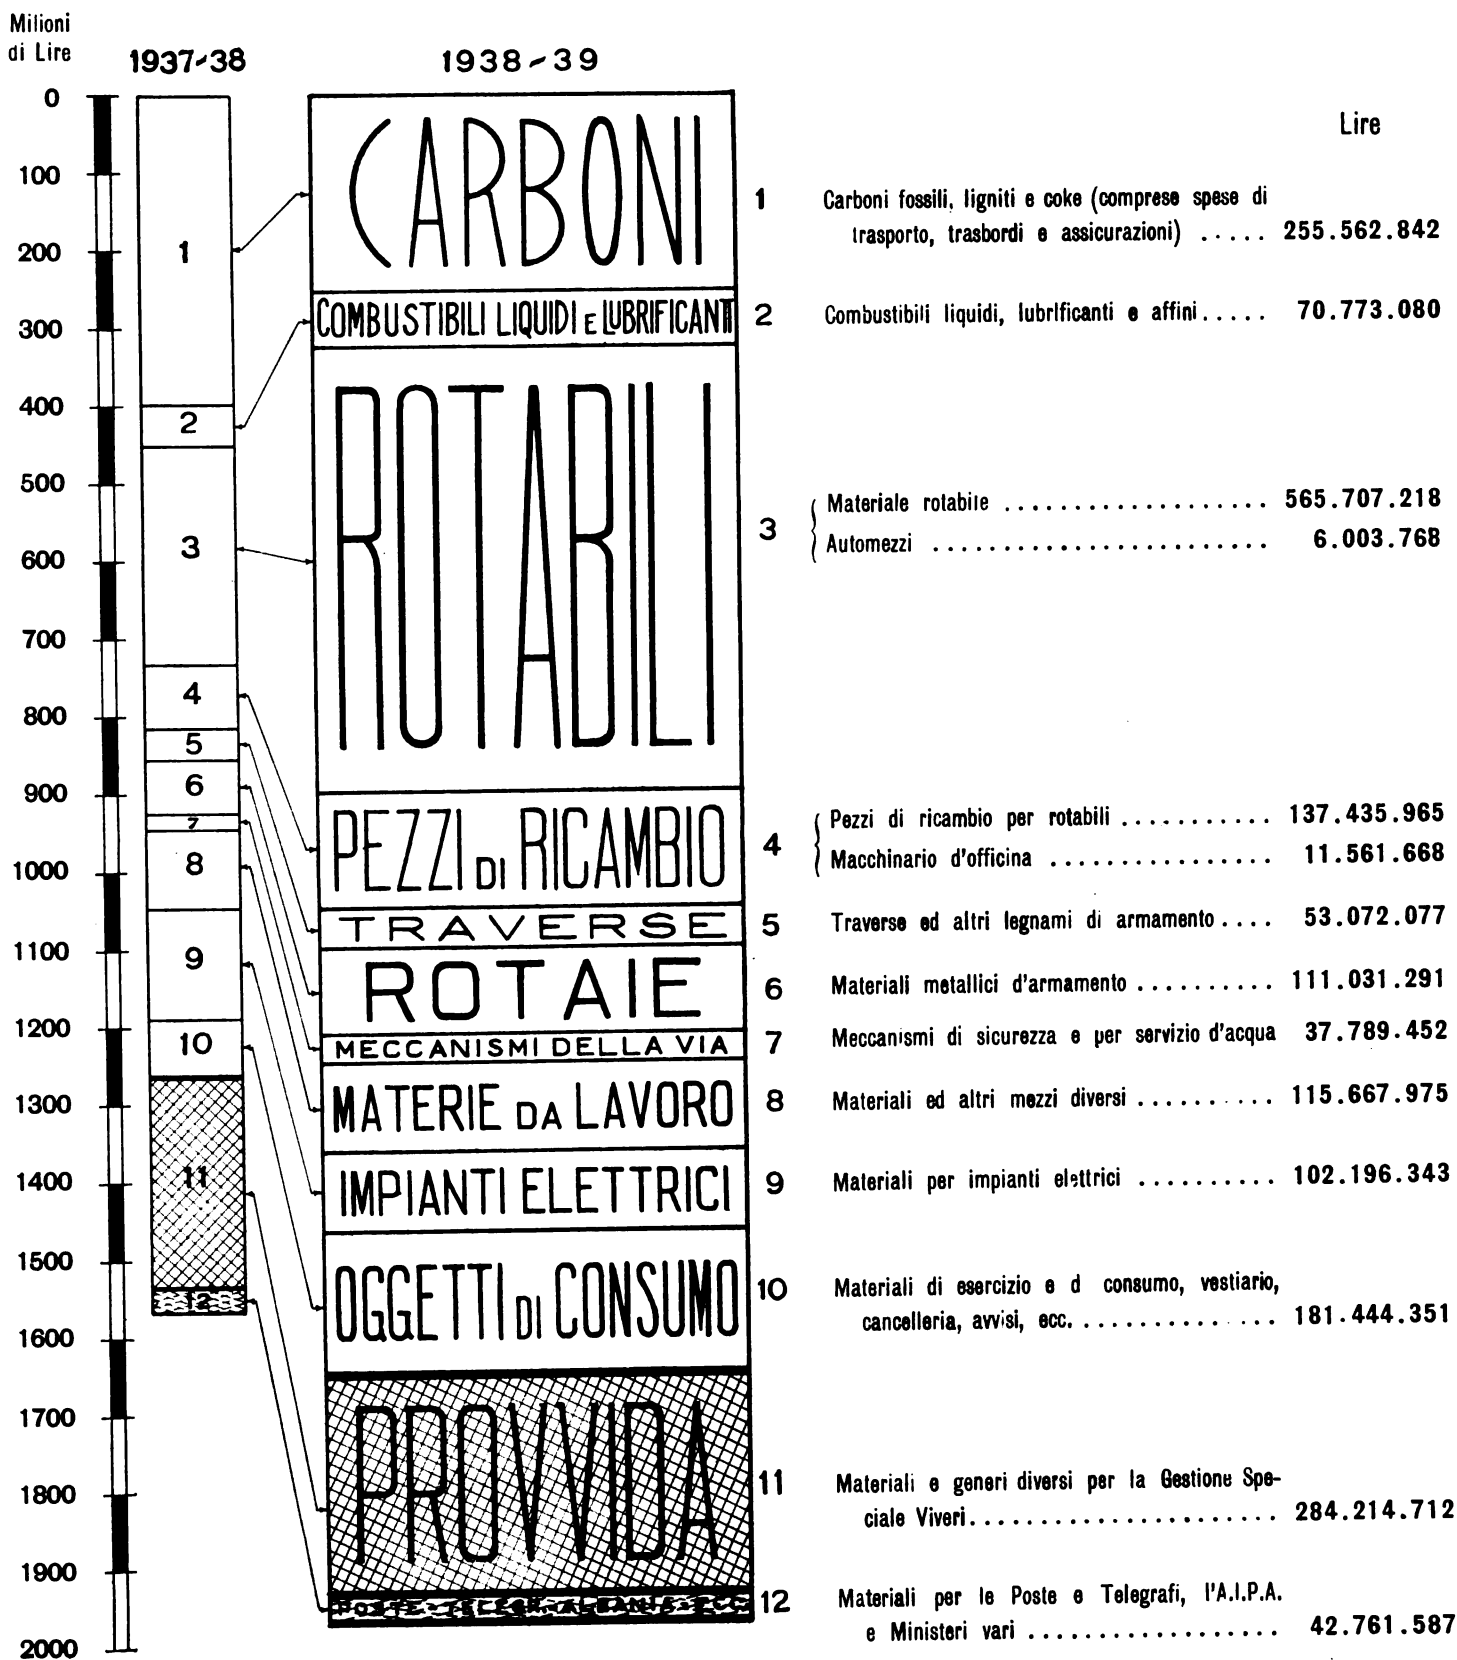 Milioni
di Lire
1937-38
1938-39
0
100
200
300
400
500
600
700
800
900
1000
1100
1200
1300
1400
1500
1600
1700
1800
1900
2000
1
2
3
4
5
6
7
8
9
10
11
12
CARBONI
COMBUSTIBILI LIQUIDI E LUBRIFICANTI
ROTABILI
PEZZI DI RICAMBIO
TRAVERSE
ROTAIE
MECCANISMI DELLA VIA
MATERIE DA LAVORO
IMPIANTI ELETTRICI
OGGETTI DI CONSUMO
PROVVIDA
POSTE-TELEGR.-ALBANIA-ECC.
Lire
1 Carboni fossili, ligniti e coke (comprese spese di
trasporto, trasbordi e assicurazioni) ..... 255.562.842
2 Combustibili liquidi, lubrificanti e affini..... 70.773.080
3 Materiale rotabile ................... 565.707.218
Automezzi ........................ 6.003.768
4 Pezzi di ricambio per rotabili ........... 137.435.965
Macchinario d'officina ................ 11.561.668
5 Traverse ed altri legnami di armamento .... 53.072.077
6 Materiali metallici d'armamento .......... 111.031.291
7 Meccanismi di sicurezza e per servizio d'acqua 37.789.452
8 Materiali ed altri mezzi diversi .......... 115.667.975
9 Materiali per impianti elettrici .......... 102.196.343
10 Materiali di esercizio e d consumo, vestiario,
cancelleria, avvisi, ecc. ............... 181.444.351
11 Materiali e generi diversi per la Gestione Spe-
ciale Viveri...................... 284.214.712
12 Materiali per le Poste e Telegrafi, l'A.I.P.A.
e Ministeri vari .................. 42.761.587